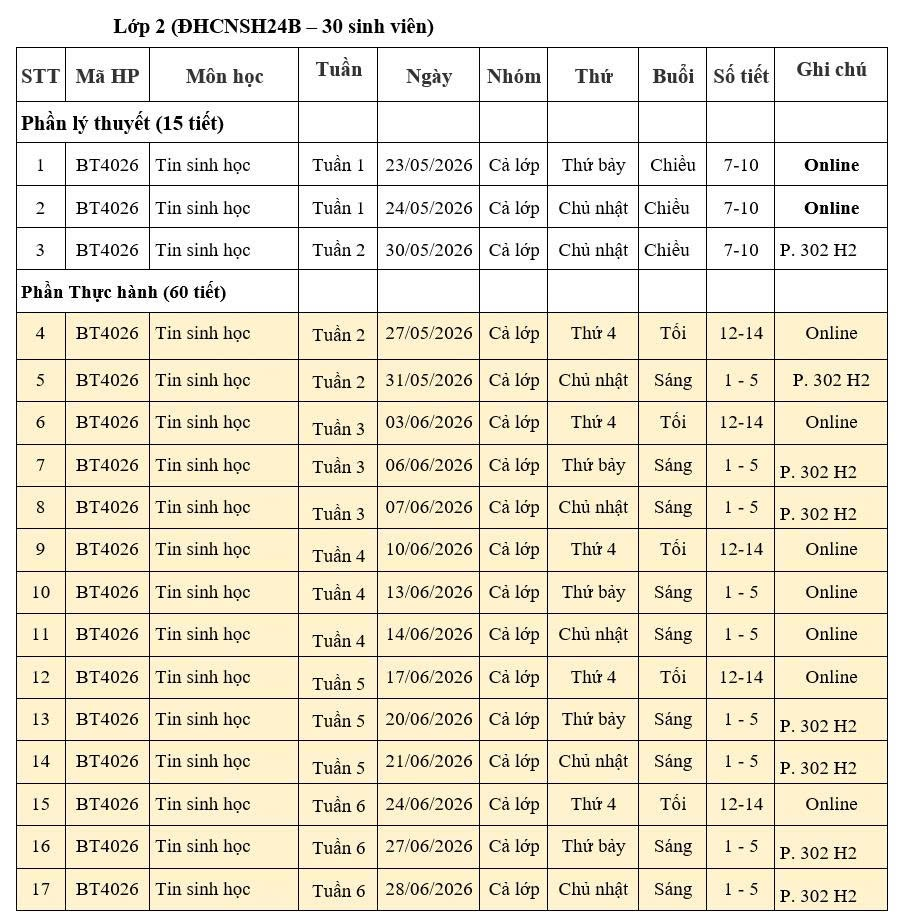 Lớp 2 (ĐHCNSH24B – 30 sinh viên)
STT Mã HP Môn học Tuần Ngày Nhóm Thứ Buổi Số tiết Ghi chú
Phần lý thuyết (15 tiết)
1 BT4026 Tin sinh học Tuần 1 23/05/2026 Cả lớp Thứ bảy Chiều 7-10 Online
2 BT4026 Tin sinh học Tuần 1 24/05/2026 Cả lớp Chủ nhật Chiều 7-10 Online
3 BT4026 Tin sinh học Tuần 2 30/05/2026 Cả lớp Chủ nhật Chiều 7-10 P. 302 H2
Phần Thực hành (60 tiết)
4 BT4026 Tin sinh học Tuần 2 27/05/2026 Cả lớp Thứ 4 Tối 12-14 Online
5 BT4026 Tin sinh học Tuần 2 31/05/2026 Cả lớp Chủ nhật Sáng 1 - 5 P. 302 H2
6 BT4026 Tin sinh học Tuần 3 03/06/2026 Cả lớp Thứ 4 Tối 12-14 Online
7 BT4026 Tin sinh học Tuần 3 06/06/2026 Cả lớp Thứ bảy Sáng 1 - 5 P. 302 H2
8 BT4026 Tin sinh học Tuần 3 07/06/2026 Cả lớp Chủ nhật Sáng 1 - 5 P. 302 H2
9 BT4026 Tin sinh học Tuần 4 10/06/2026 Cả lớp Thứ 4 Tối 12-14 Online
10 BT4026 Tin sinh học Tuần 4 13/06/2026 Cả lớp Thứ bảy Sáng 1 - 5 Online
11 BT4026 Tin sinh học Tuần 4 14/06/2026 Cả lớp Chủ nhật Sáng 1 - 5 Online
12 BT4026 Tin sinh học Tuần 5 17/06/2026 Cả lớp Thứ 4 Tối 12-14 Online
13 BT4026 Tin sinh học Tuần 5 20/06/2026 Cả lớp Thứ bảy Sáng 1 - 5 P. 302 H2
14 BT4026 Tin sinh học Tuần 5 21/06/2026 Cả lớp Chủ nhật Sáng 1 - 5 P. 302 H2
15 BT4026 Tin sinh học Tuần 6 24/06/2026 Cả lớp Thứ 4 Tối 12-14 Online
16 BT4026 Tin sinh học Tuần 6 27/06/2026 Cả lớp Thứ bảy Sáng 1 - 5 P. 302 H2
17 BT4026 Tin sinh học Tuần 6 28/06/2026 Cả lớp Chủ nhật Sáng 1 - 5 P. 302 H2